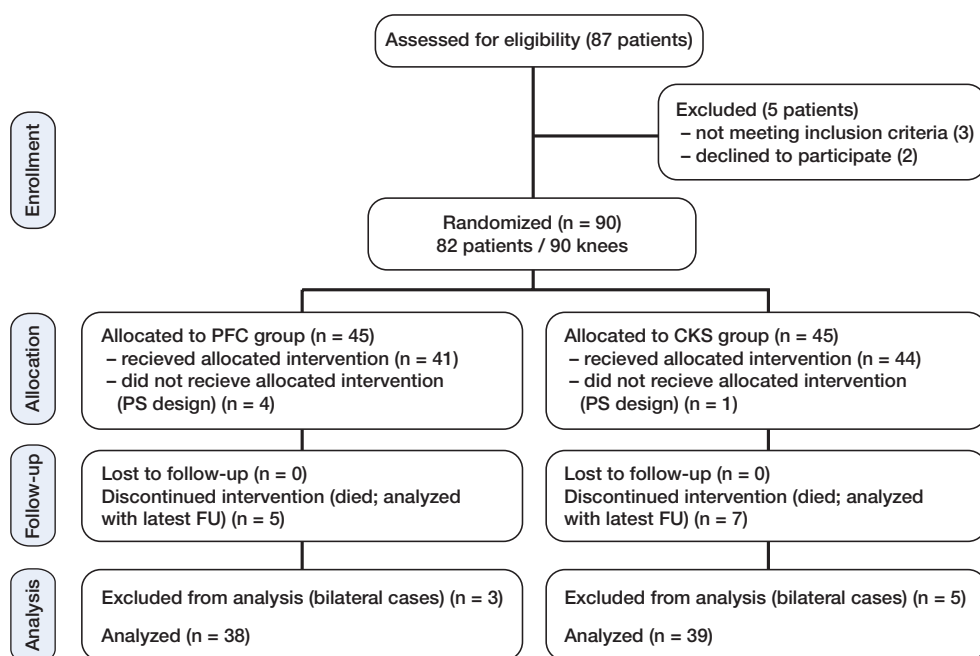 Assessed for eligibility (87 patients)
Enrollment
Excluded (5 patients)
– not meeting inclusion criteria (3)
– declined to participate (2)
Randomized (n = 90)
82 patients / 90 knees
Allocation
Allocated to PFC group (n = 45)
– recieved allocated intervention (n = 41)
– did not recieve allocated intervention
(PS design) (n = 4)
Allocated to CKS group (n = 45)
– recieved allocated intervention (n = 44)
– did not recieve allocated intervention
(PS design) (n = 1)
Follow-up
Lost to follow-up (n = 0)
Discontinued intervention (died; analyzed
with latest FU) (n = 5)
Lost to follow-up (n = 0)
Discontinued intervention (died; analyzed
with latest FU) (n = 7)
Analysis
Excluded from analysis (bilateral cases) (n = 3)
Analyzed (n = 38)
Excluded from analysis (bilateral cases) (n = 5)
Analyzed (n = 39)